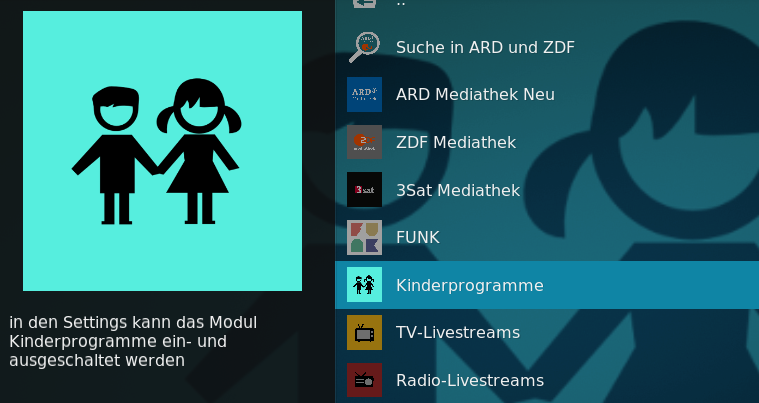 ..
Suche in ARD und ZDF
ARD Mediathek Neu
ZDF Mediathek
3Sat Mediathek
FUNK
Kinderprogramme
TV-Livestreams
Radio-Livestreams
in den Settings kann das Modul
Kinderprogramme ein- und
ausgeschaltet werden